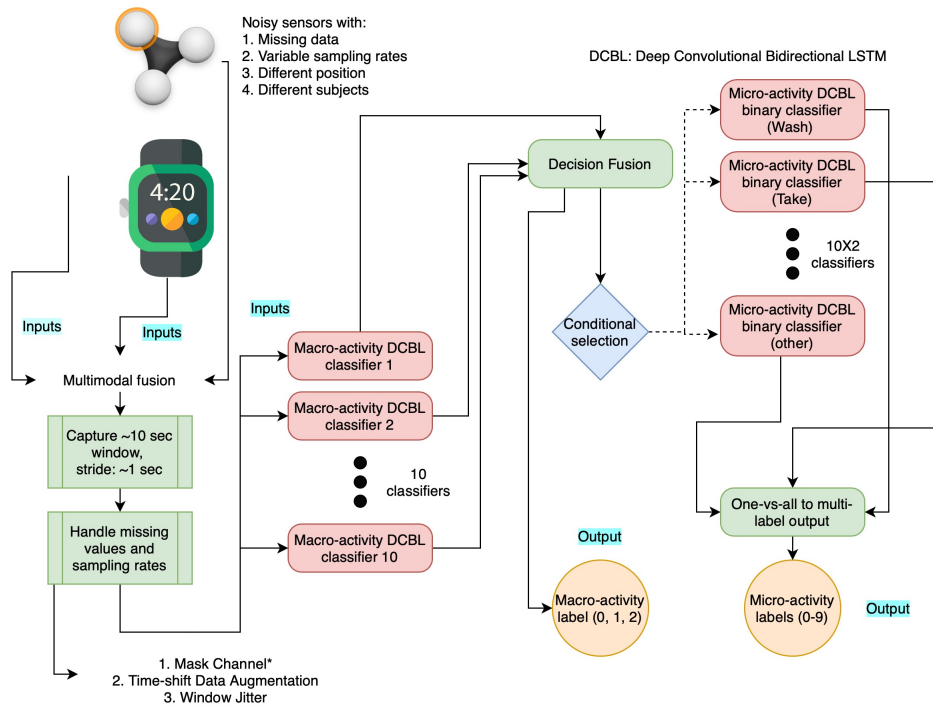 Noisy sensors with:
1. Missing data
2. Variable sampling rates
3. Different position
4. Different subjects
DCBL: Deep Convolutional Bidirectional LSTM
4:20
Inputs
Inputs
Inputs
Multimodal fusion
Capture ~10 sec
window,
stride: ~1 sec
Handle missing
values and
sampling rates
1. Mask Channel*
2. Time-shift Data Augmentation
3. Window Jitter
Macro-activity DCBL
classifier 1
Macro-activity DCBL
classifier 2
10
classifiers
Macro-activity DCBL
classifier 10
Decision Fusion
Conditional
selection
Output
Macro-activity
label (0, 1, 2)
Micro-activity DCBL
binary classifier
(Wash)
Micro-activity DCBL
binary classifier
(Take)
10X2
classifiers
Micro-activity DCBL
binary classifier
(other)
One-vs-all to multi-
label output
Micro-activity
labels (0-9)
Output